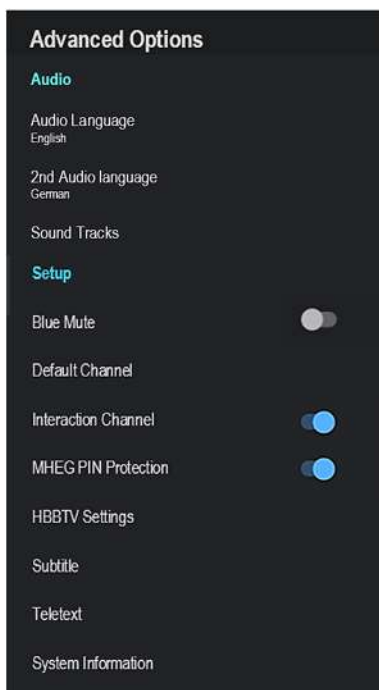 Advanced Options
Audio
Audio Language
English
2nd Audio language
German
Sound Tracks
Setup
Blue Mute
Default Channel
Interaction Channel
MHEG PIN Protection
HBBTV Settings
Subtitle
Teletext
System Information